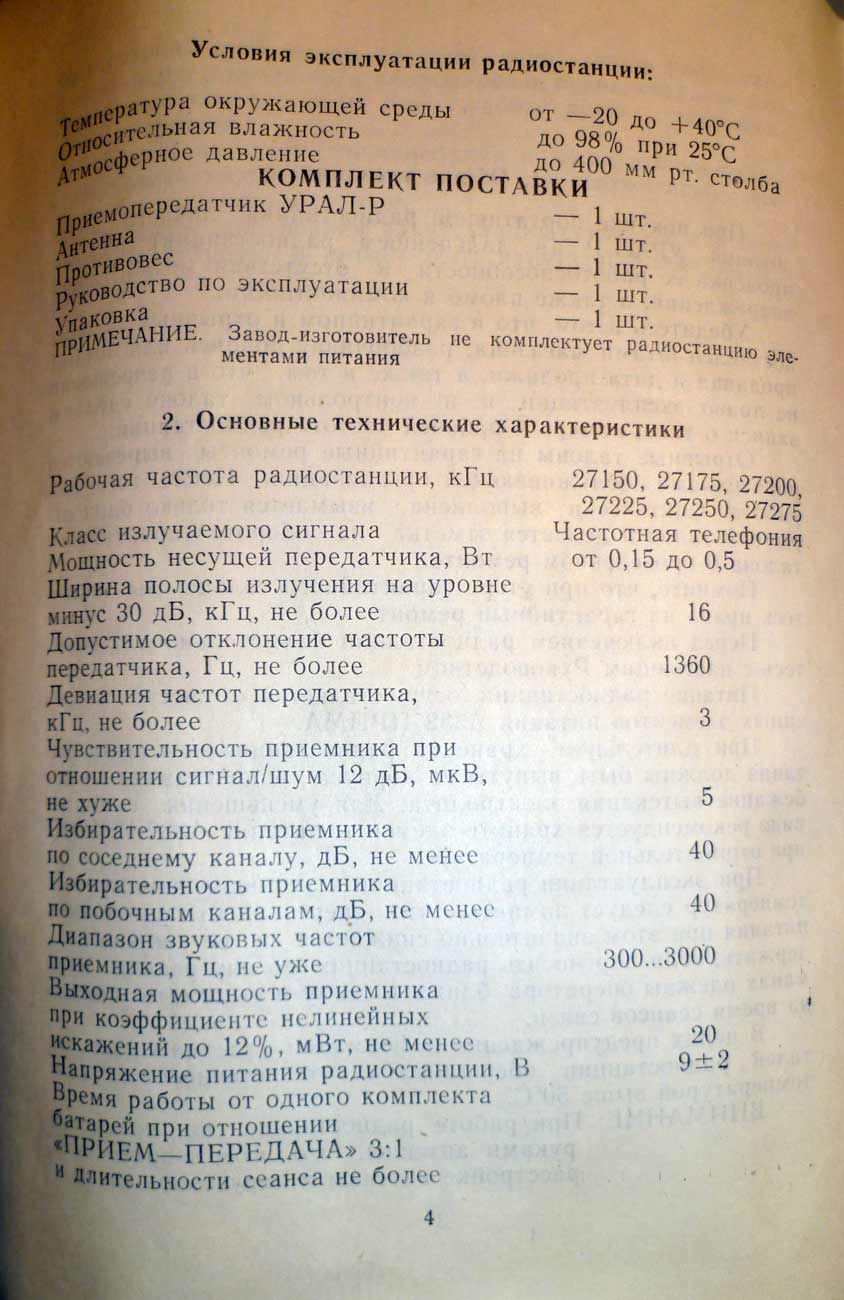 Условия эксплуатации радиостанции:
Температура окружающей среды от —20 до +40°С
Относительная влажность до 98% при 25°С
Атмосферное давление до 400 мм рт. столба
КОМПЛЕКТ ПОСТАВКИ
Приемопередатчик УРАЛ-Р — 1 шт.
Антенна — 1 шт.
Противовес — 1 шт.
Руководство по эксплуатации — 1 шт.
Упаковка — 1 шт.
ПРИМЕЧАНИЕ. Завод-изготовитель не комплектует радиостанцию эле-
ментами питания
2. Основные технические характеристики
Рабочая частота радиостанции, кГц 27150, 27175, 27200,
27225, 27250, 27275
Класс излучаемого сигнала Частотная телефония
Мощность несущей передатчика, Вт от 0,15 до 0,5
Ширина полосы излучения на уровне
минус 30 дБ, кГц, не более 16
Допустимое отклонение частоты
передатчика, Гц, не более 1360
Девиация частот передатчика,
кГц, не более 3
Чувствительность приемника при
отношении сигнал/шум 12 дБ, мкВ,
не хуже 5
Избирательность приемника
по соседнему каналу, дБ, не менее 40
Избирательность приемника
по побочным каналам, дБ, не менее 40
Диапазон звуковых частот
приемника, Гц, не уже 300...3000
Выходная мощность приемника
при коэффициенте нелинейных
искажений до 12%, мВт, не менее 20
Напряжение питания радиостанции, В 9±2
Время работы от одного комплекта
батарей при отношении
«ПРИЕМ—ПЕРЕДАЧА» 3:1
и длительности сеанса не более
4